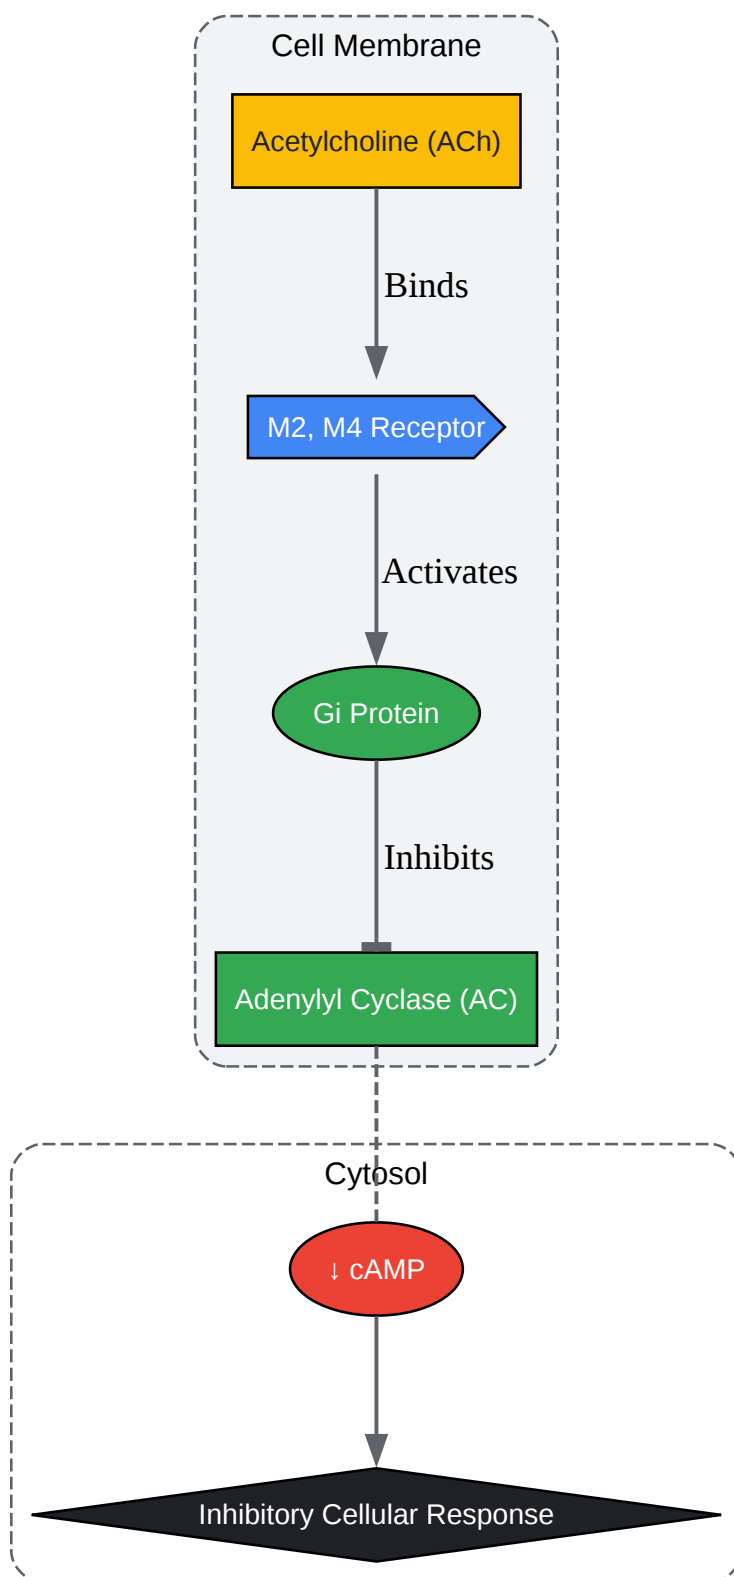 Cell Membrane
Acetylcholine (ACh)
Binds
M2, M4 Receptor
Activates
Gi Protein
Inhibits
Adenylyl Cyclase (AC)
Cytosol
↓ cAMP
Inhibitory Cellular Response